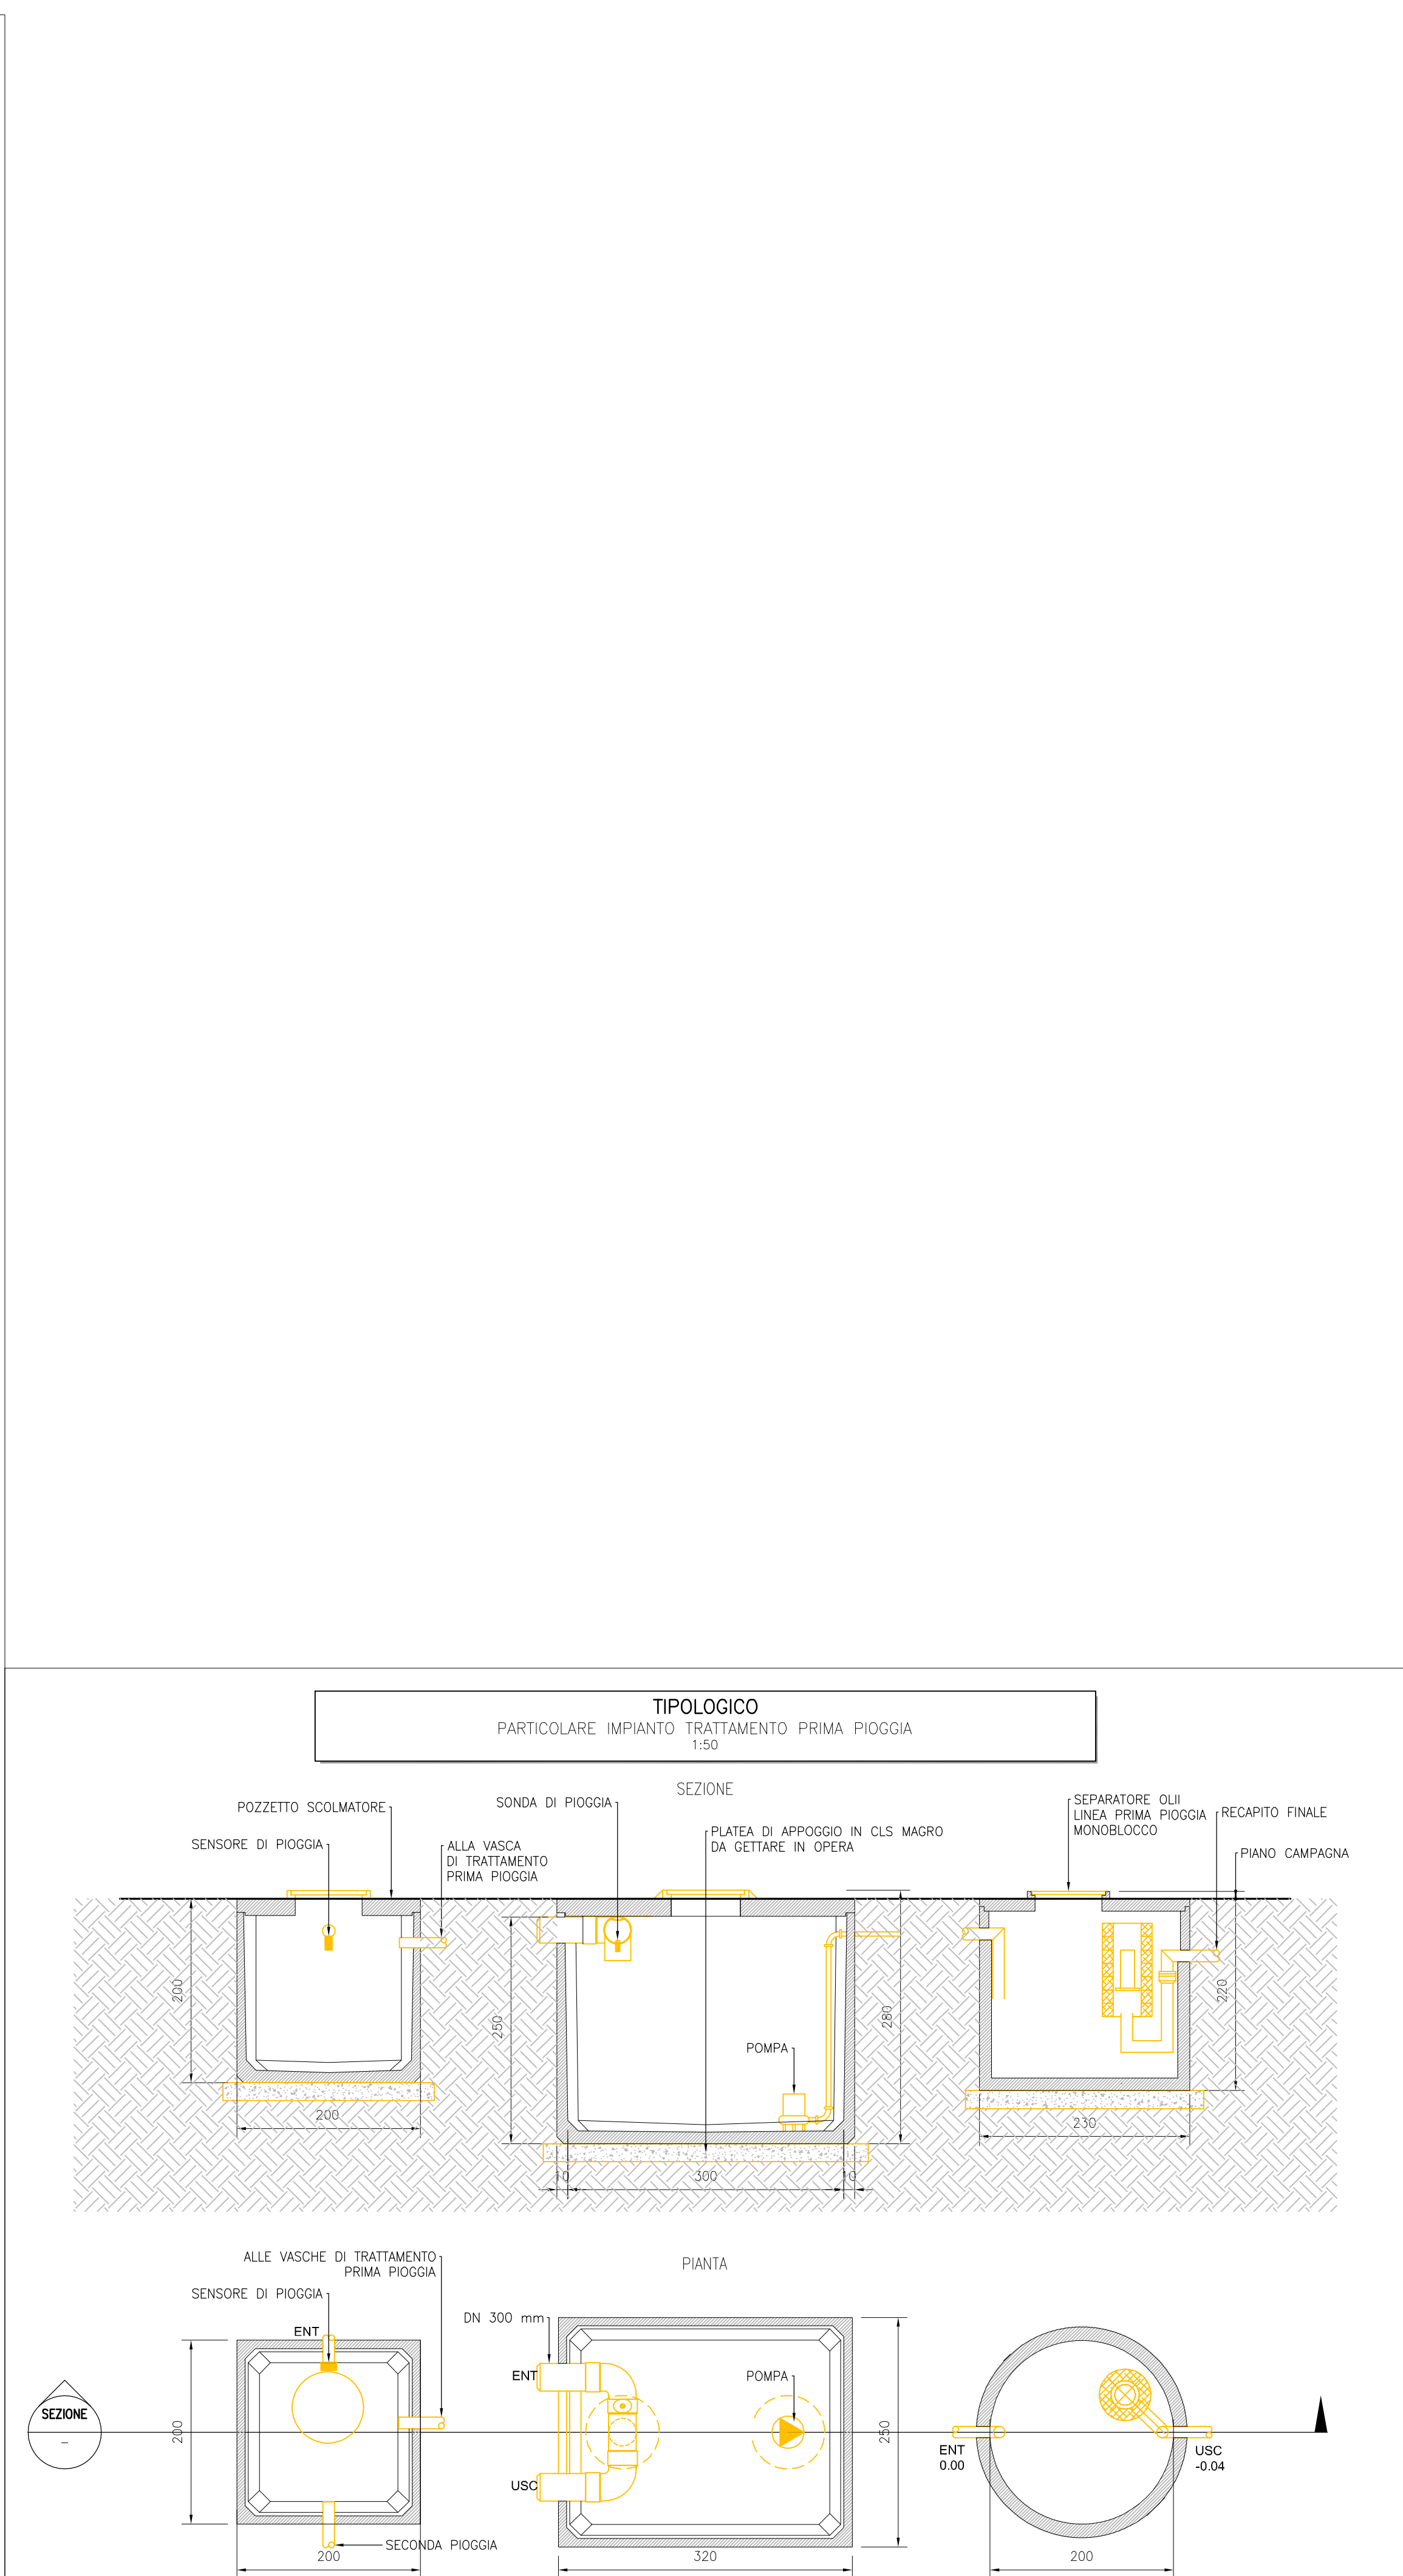 TIPOLOGICO
PARTICOLARE IMPIANTO TRATTAMENTO PRIMA PIOGGIA
1:50
SEZIONE
POZZETTO SCOLMATORE
SENSORE DI PIOGGIA
ALLA VASCA
DI TRATTAMENTO
PRIMA PIOGGIA
SONDA DI PIOGGIA
PLATEA DI APPOGGIO IN CLS MAGRO
DA GETTARE IN OPERA
SEPARATORE OLII
LINEA PRIMA PIOGGIA
MONOBLOCCO
RECAPITO FINALE
PIANO CAMPAGNA
200
250
280
220
POMPA
200
230
10
300
10
PIANTA
ALLE VASCHE DI TRATTAMENTO
PRIMA PIOGGIA
SENSORE DI PIOGGIA
ENT
DN 300 mm
ENT
POMPA
SEZIONE
–
200
250
ENT
0.00
USC
-0.04
USC
SECONDA PIOGGIA
200
320
200